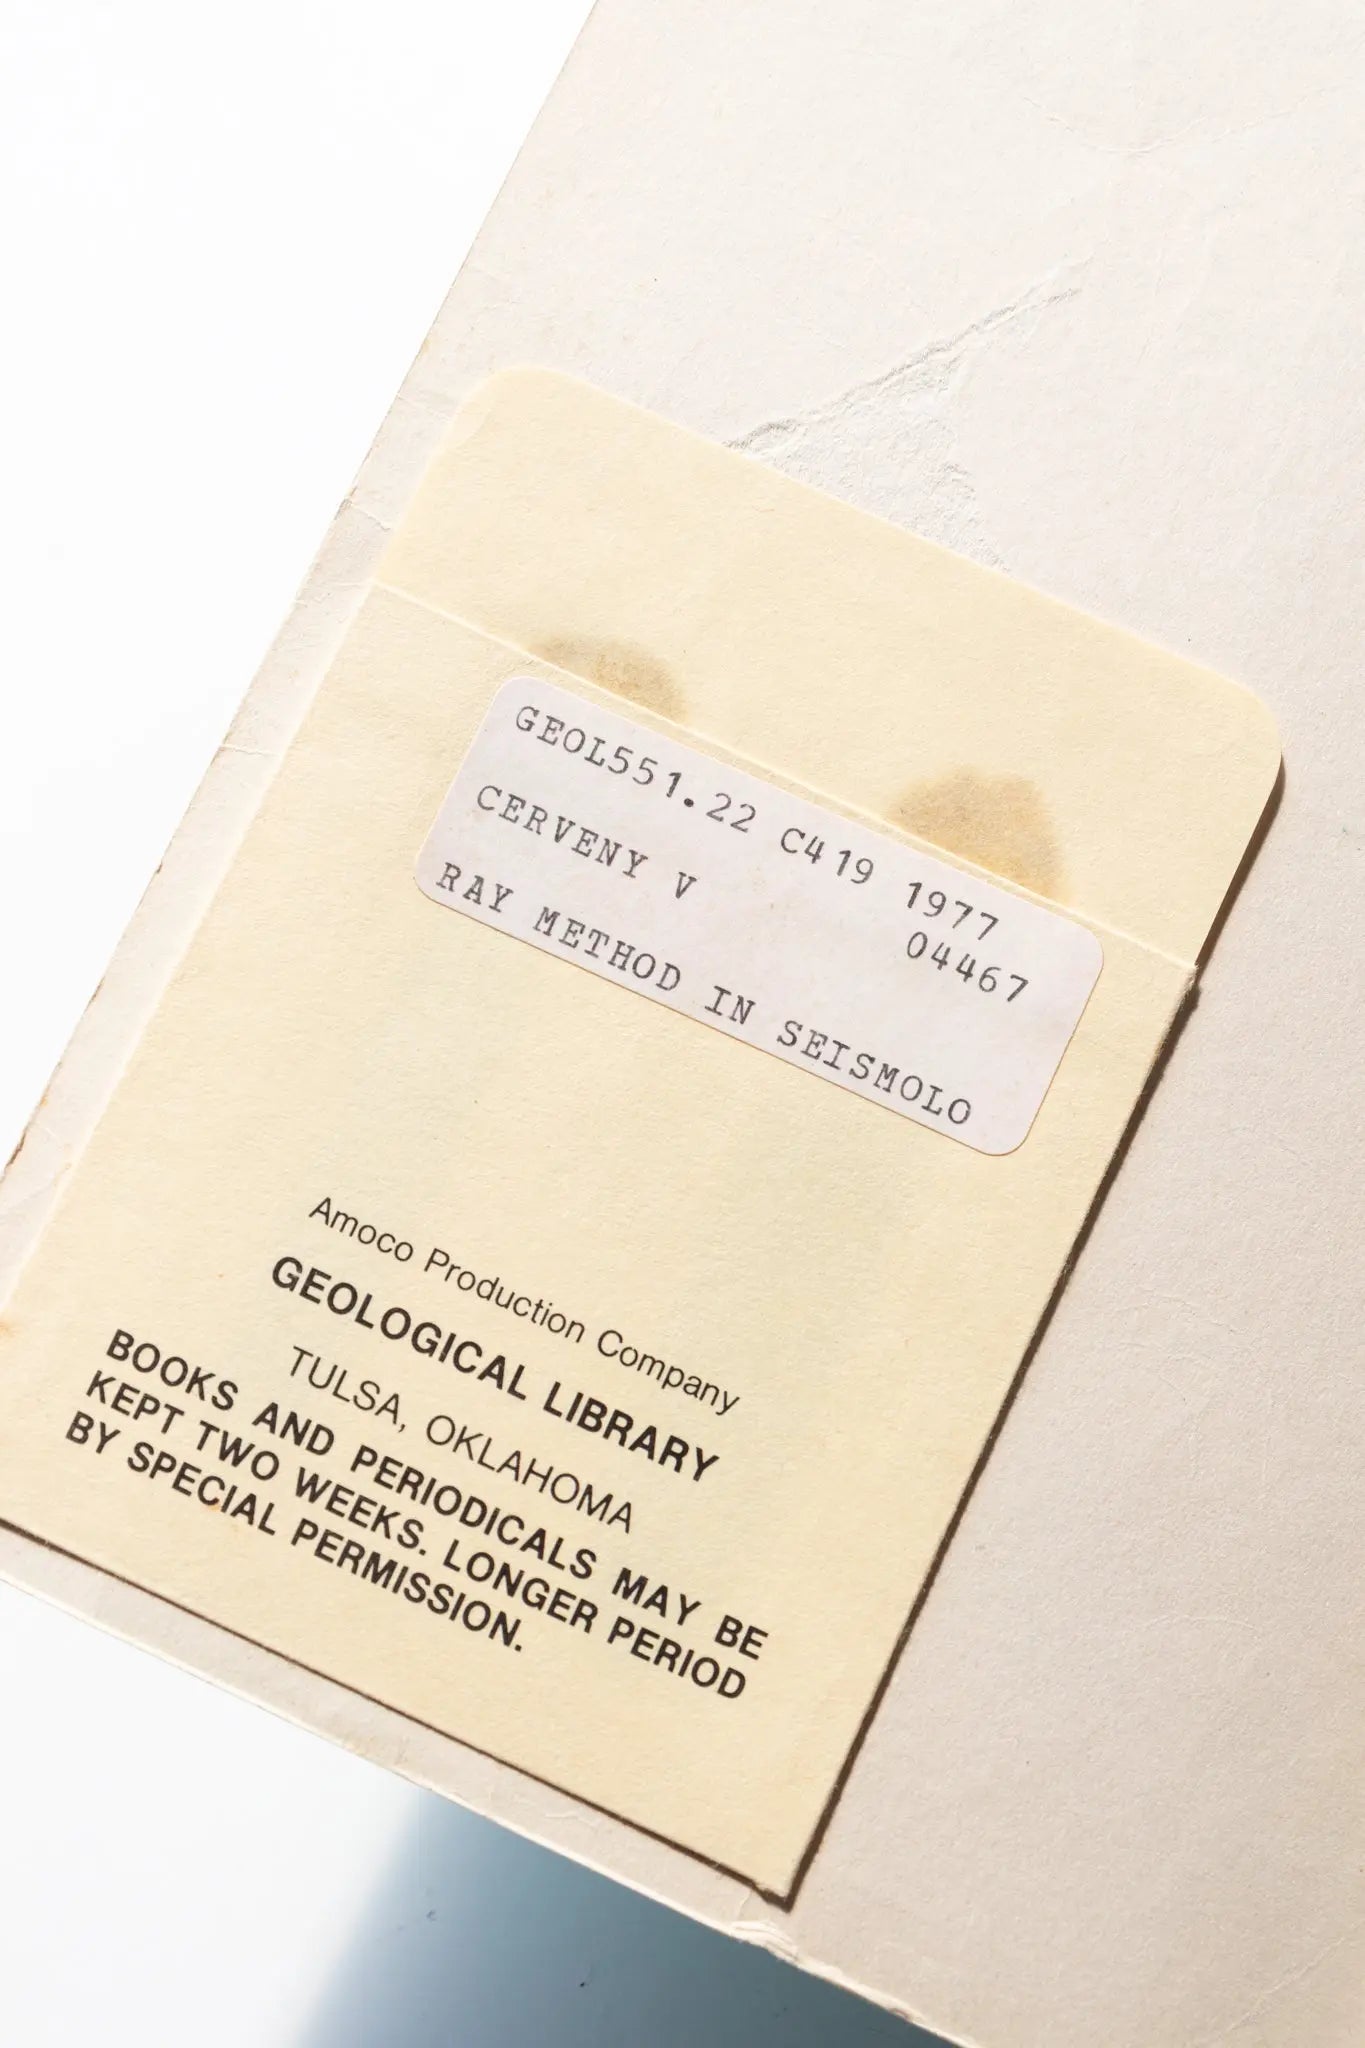 GEOL551.22 C419 1977
CERVENY V 04467
RAY METHOD IN SEISMOLO
Amoco Production Company
GEOLOGICAL LIBRARY
TULSA, OKLAHOMA
BOOKS AND PERIODICALS MAY BE
KEPT TWO WEEKS. LONGER PERIOD
BY SPECIAL PERMISSION.